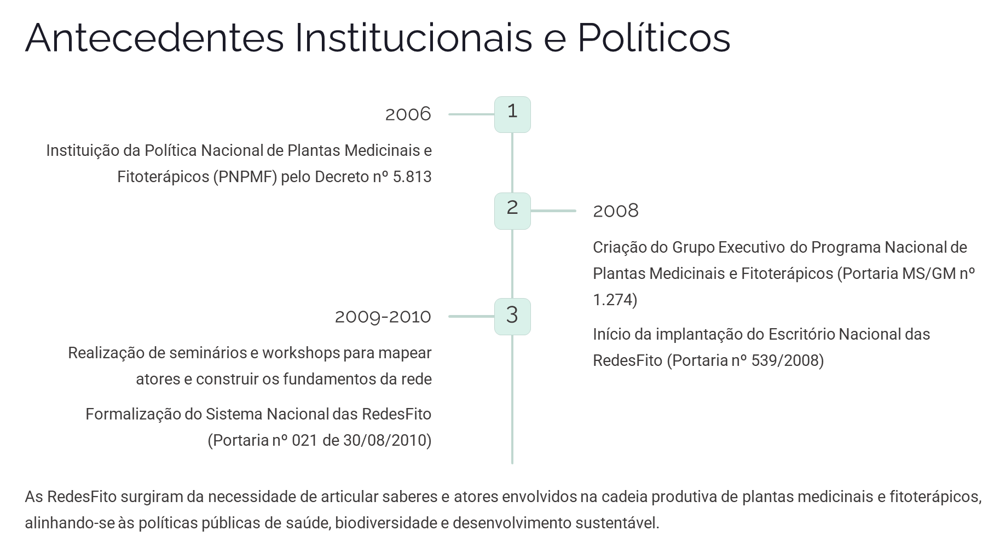 Antecedentes Institucionais e Políticos
1
2006
Instituição da Política Nacional de Plantas Medicinais e
Fitoterápicos (PNPMF) pelo Decreto nº 5.813
2
2008
Criação do Grupo Executivo do Programa Nacional de
Plantas Medicinais e Fitoterápicos (Portaria MS/GM nº
1.274)
Início da implantação do Escritório Nacional das
RedesFito (Portaria nº 539/2008)
3
2009-2010
Realização de seminários e workshops para mapear
atores e construir os fundamentos da rede
Formalização do Sistema Nacional das RedesFito
(Portaria nº 021 de 30/08/2010)
As RedesFito surgiram da necessidade de articular saberes e atores envolvidos na cadeia produtiva de plantas medicinais e fitoterápicos,
alinhando-se às políticas públicas de saúde, biodiversidade e desenvolvimento sustentável.